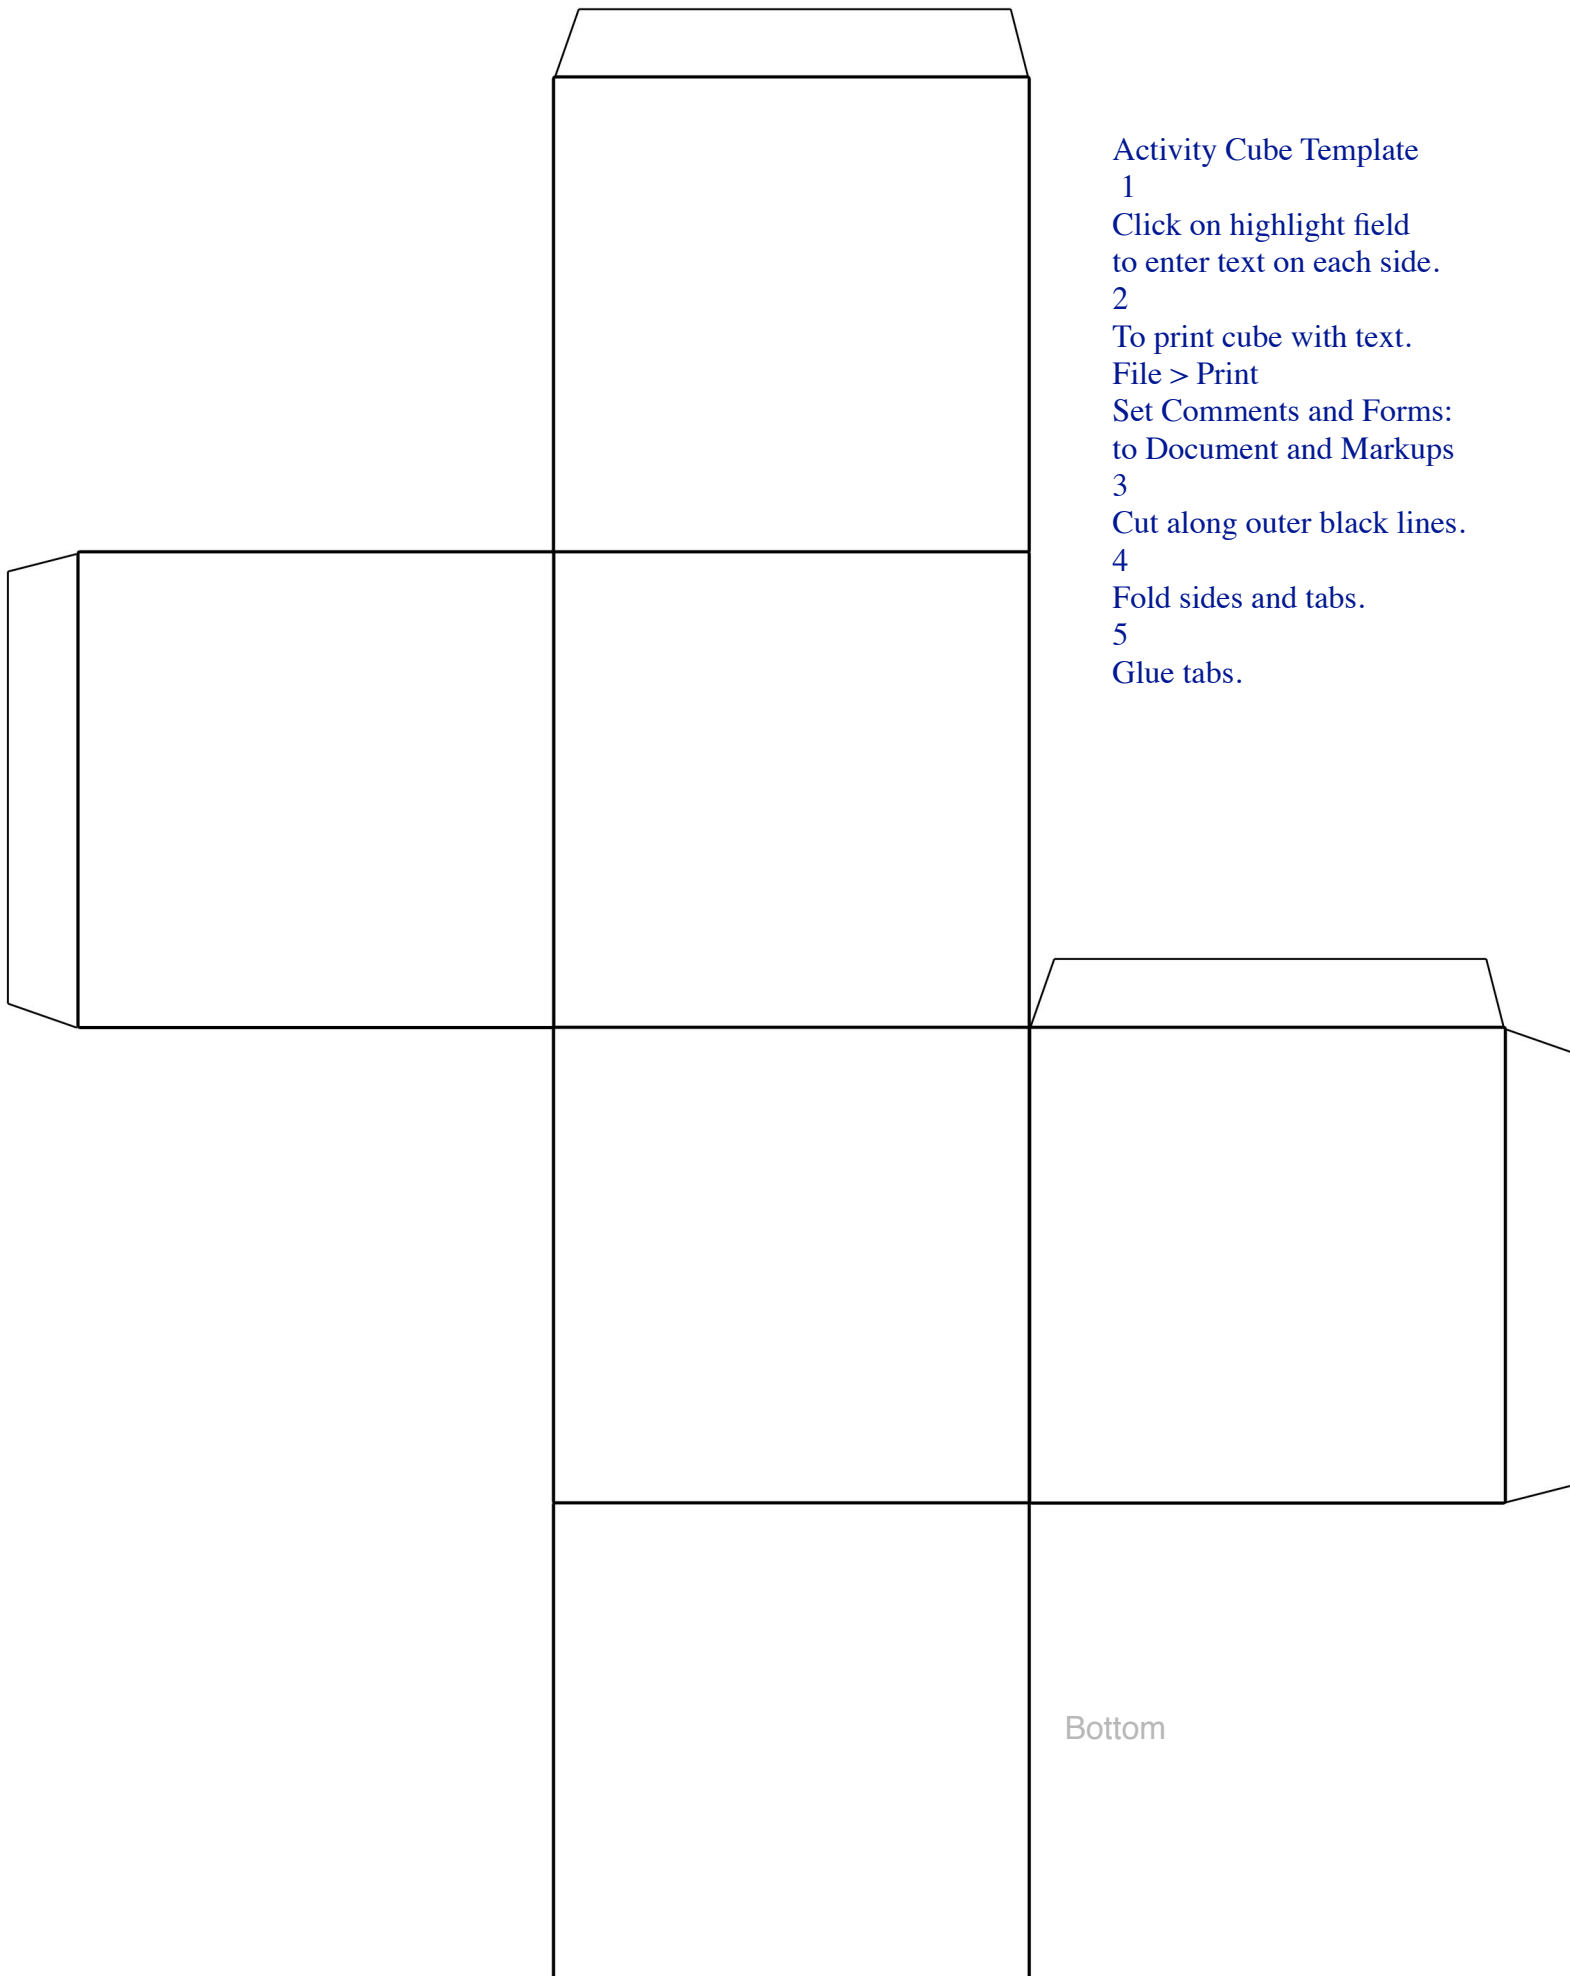 Activity Cube Template
1
Click on highlight field
to enter text on each side.
2
To print cube with text.
File > Print
Set Comments and Forms:
to Document and Markups
3
Cut along outer black lines.
4
Fold sides and tabs.
5
Glue tabs.
Bottom